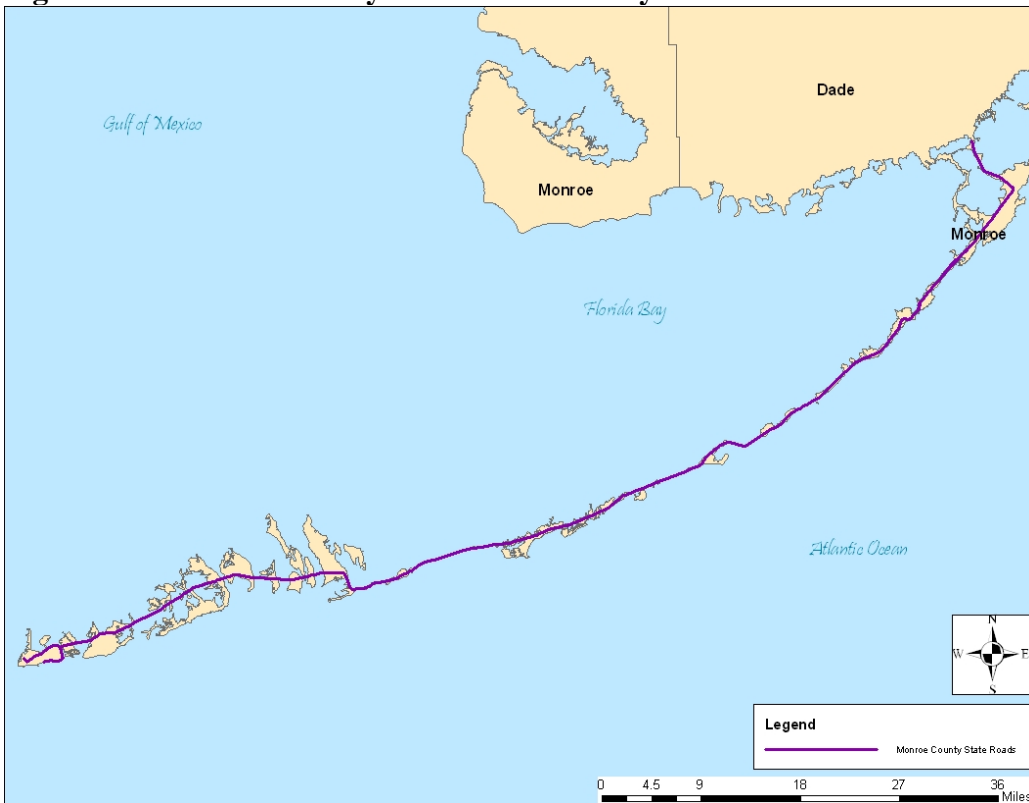 Gulf of Mexico
Dade
Monroe
Monroe
Florida Bay
Atlantic Ocean
N
W E
S
Legend
Monroe County State Roads
0 4.5 9 18 27 36
Miles